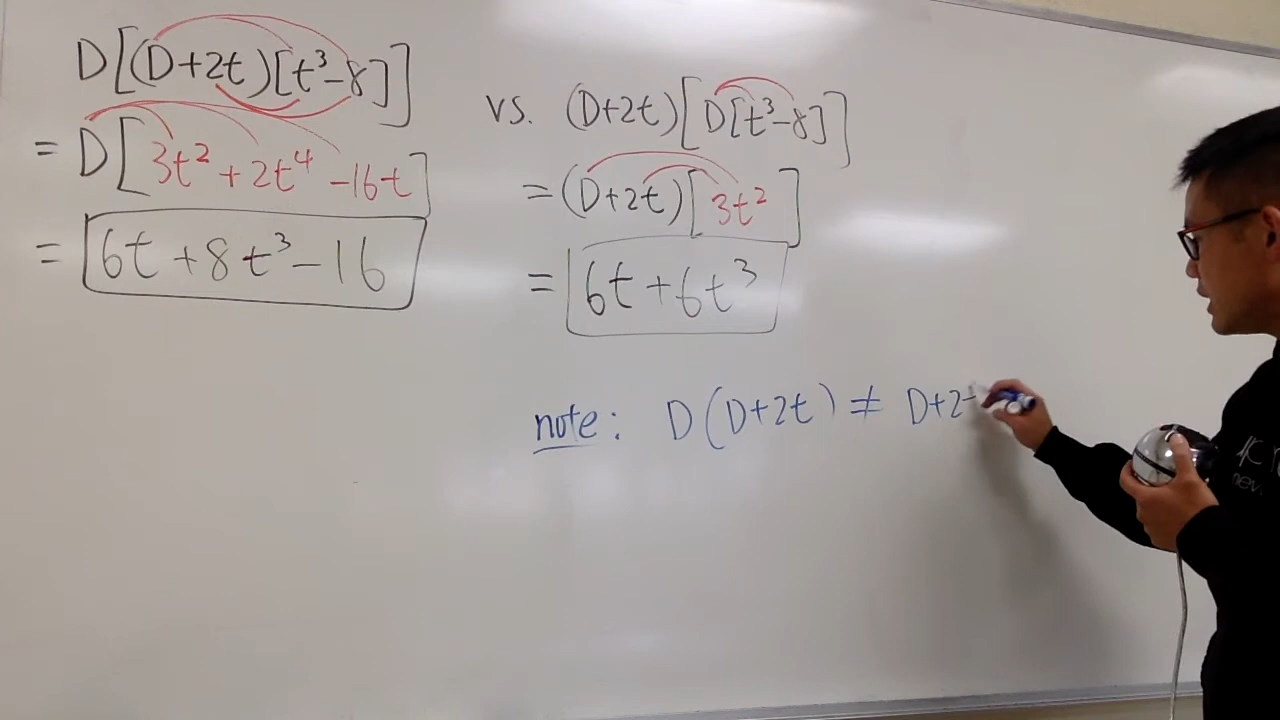 D[(D+2t)[t³-8]]
= D[3t²+2t⁴-16t]
= 6t+8t³-16
vs. (D+2t)[D[t³-8]]
= (D+2t)[3t²]
= 6t+6t³
note: D(D+2t) ≠ D+2